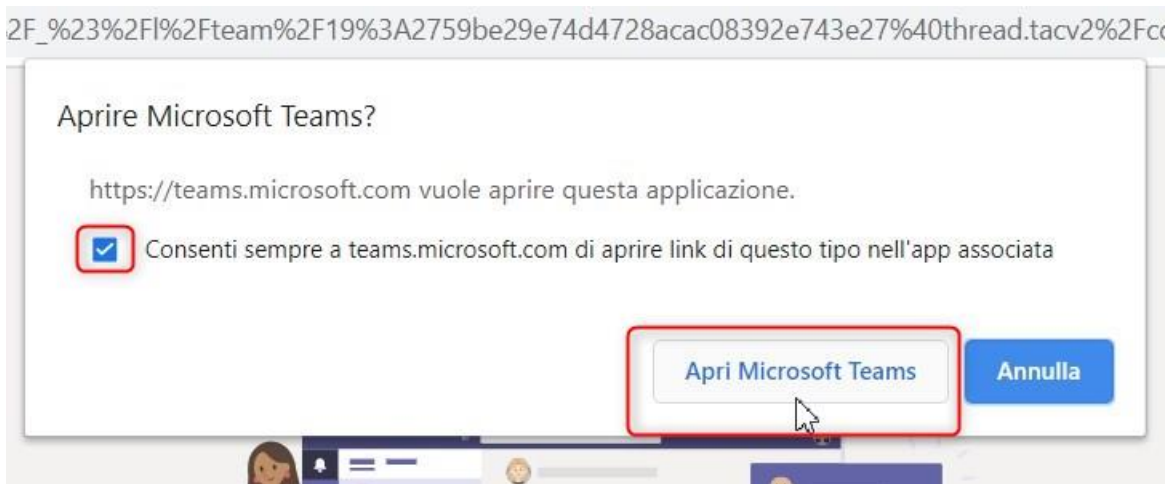 2F_%23%2Fl%2Fteam%2F19%3A2759be29e74d4728acac08392e743e27%40thread.tacv2%2Fco
Aprire Microsoft Teams?
https://teams.microsoft.com vuole aprire questa applicazione.
Consenti sempre a teams.microsoft.com di aprire link di questo tipo nell'app associata
Apri Microsoft Teams
Annulla